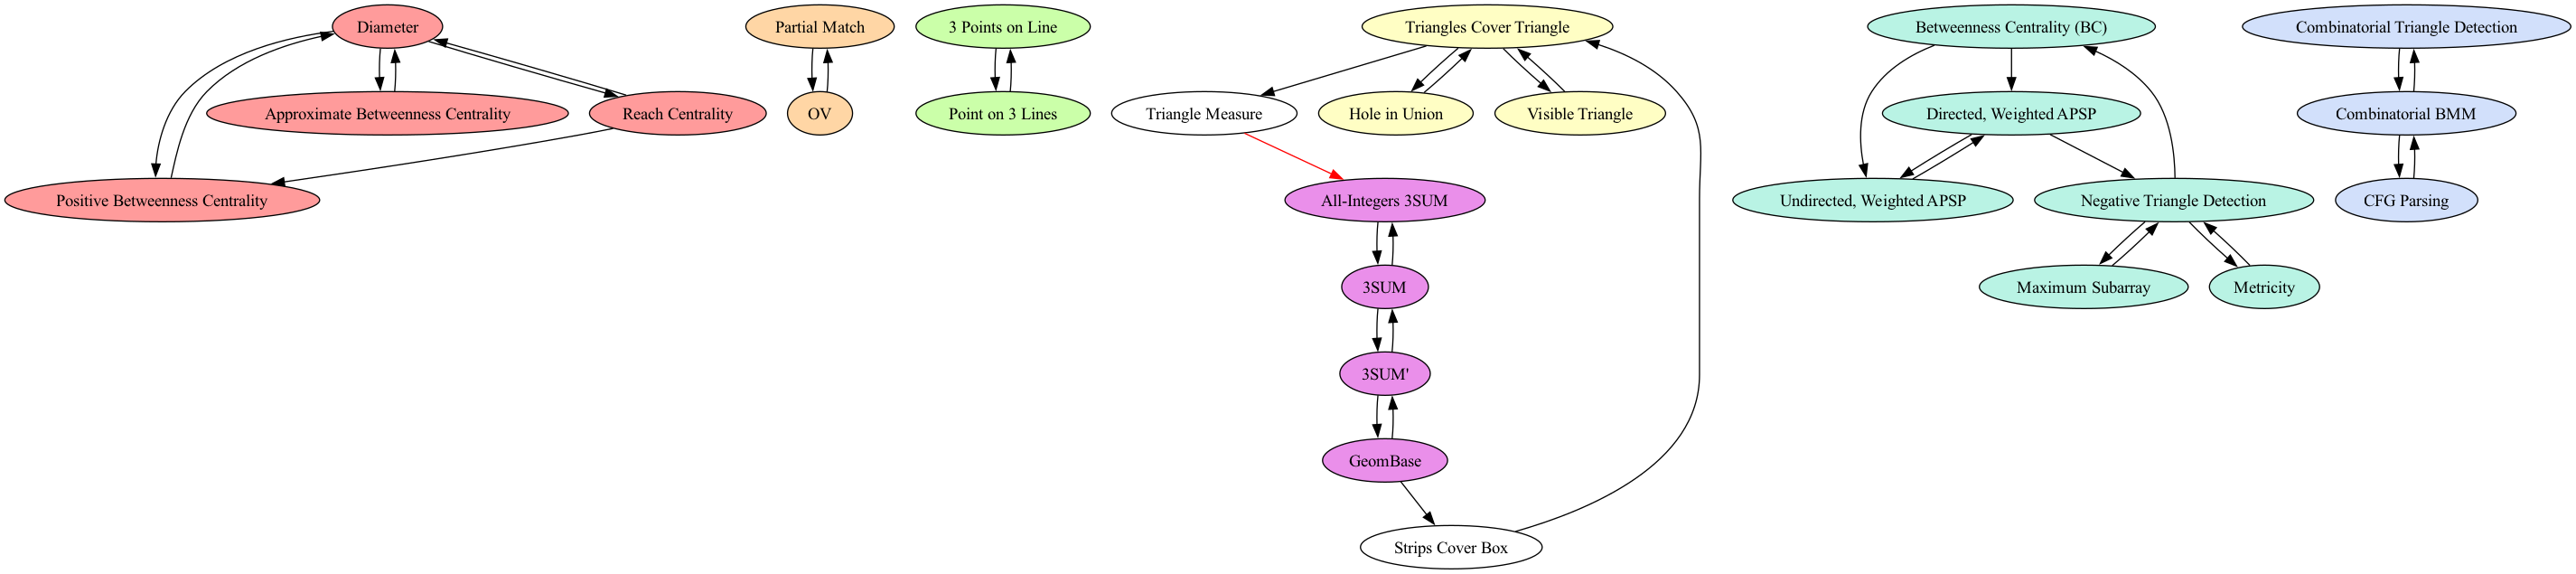 Diameter
Partial Match
3 Points on Line
Triangles Cover Triangle
Betweenness Centrality (BC)
Combinatorial Triangle Detection
Approximate Betweenness Centrality
Reach Centrality
OV
Point on 3 Lines
Triangle Measure
Hole in Union
Visible Triangle
Directed, Weighted APSP
Combinatorial BMM
Positive Betweenness Centrality
All-Integers 3SUM
Undirected, Weighted APSP
Negative Triangle Detection
CFG Parsing
3SUM
Maximum Subarray
Metricity
3SUM'
GeomBase
Strips Cover Box